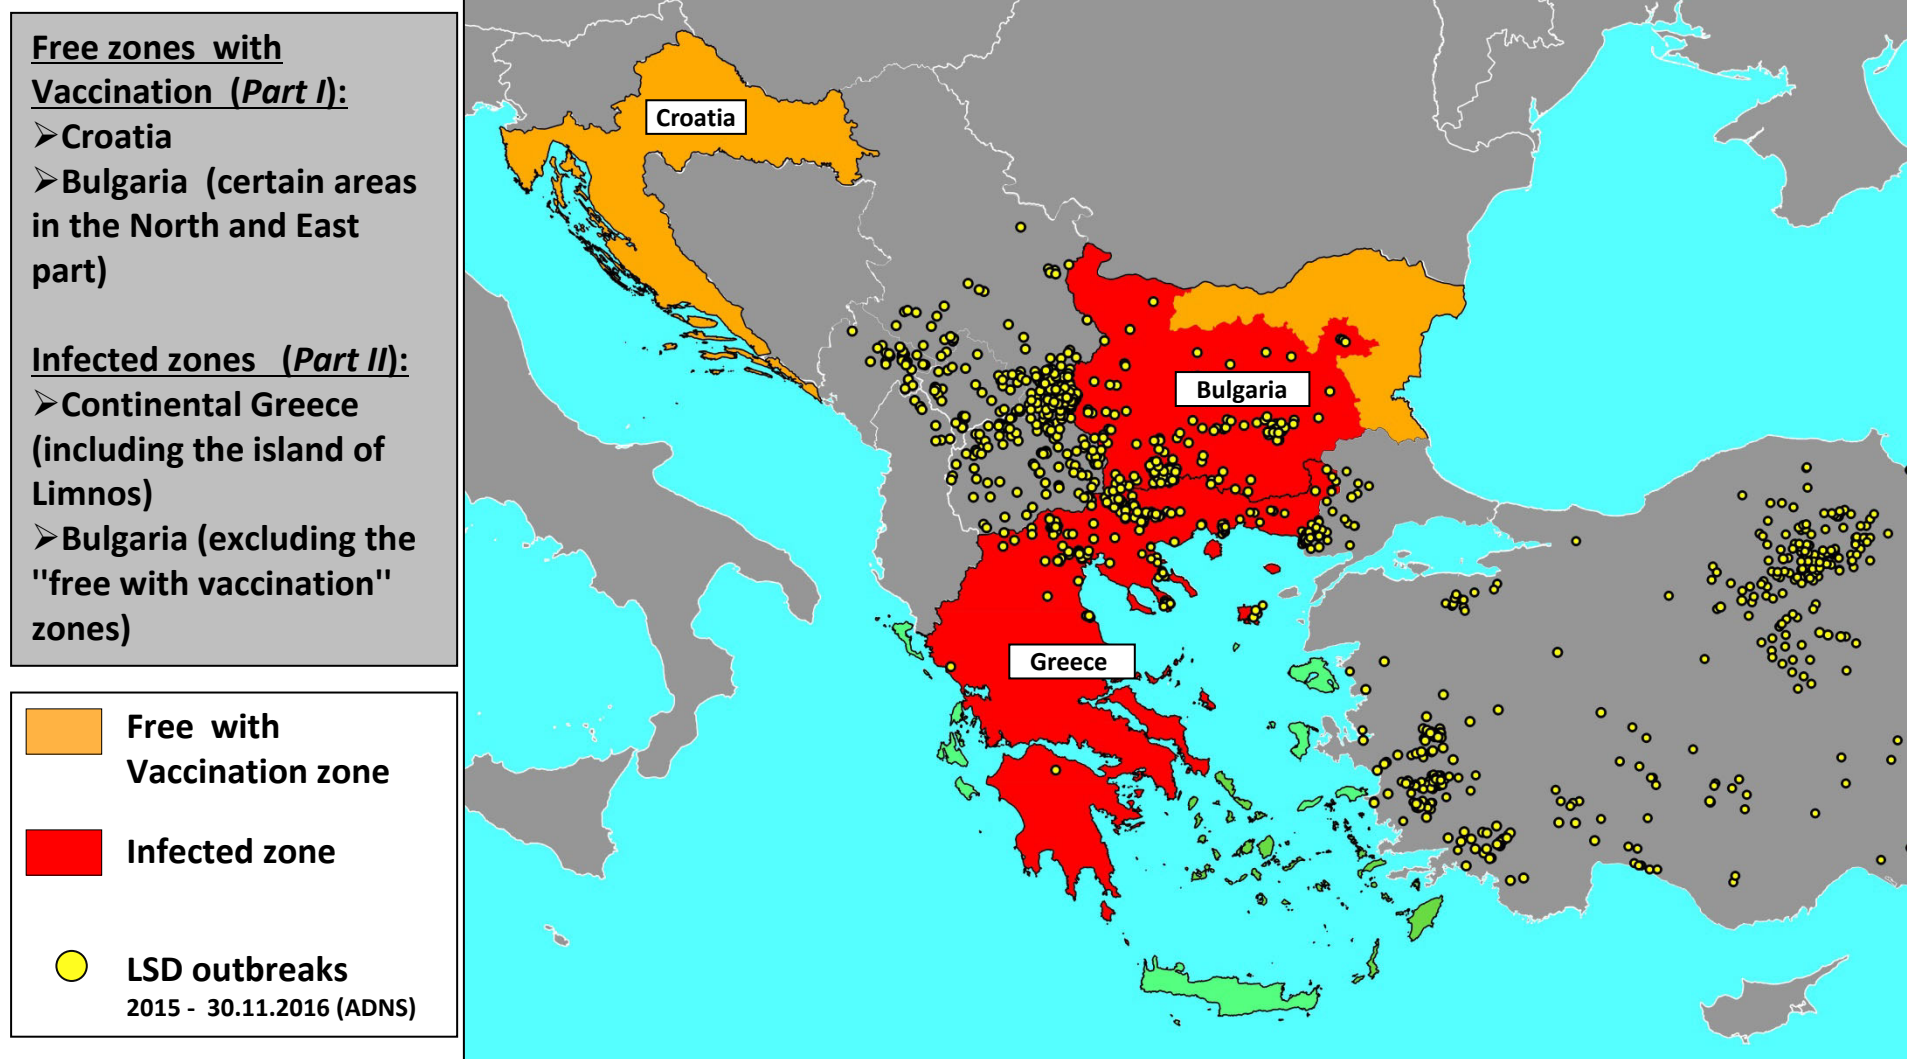 Free zones  with
Vaccination  (Part I):
➢Croatia
➢Bulgaria  (certain areas
in the North and East
part)
Infected zones   (Part II):
➢Continental Greece
(including the island of
Limnos)
➢Bulgaria (excluding the
"free with vaccination"
zones)
Free  with
Vaccination zone
Infected zone
LSD outbreaks
2015 -  30.11.2016 (ADNS)
Croatia
Bulgaria
Greece